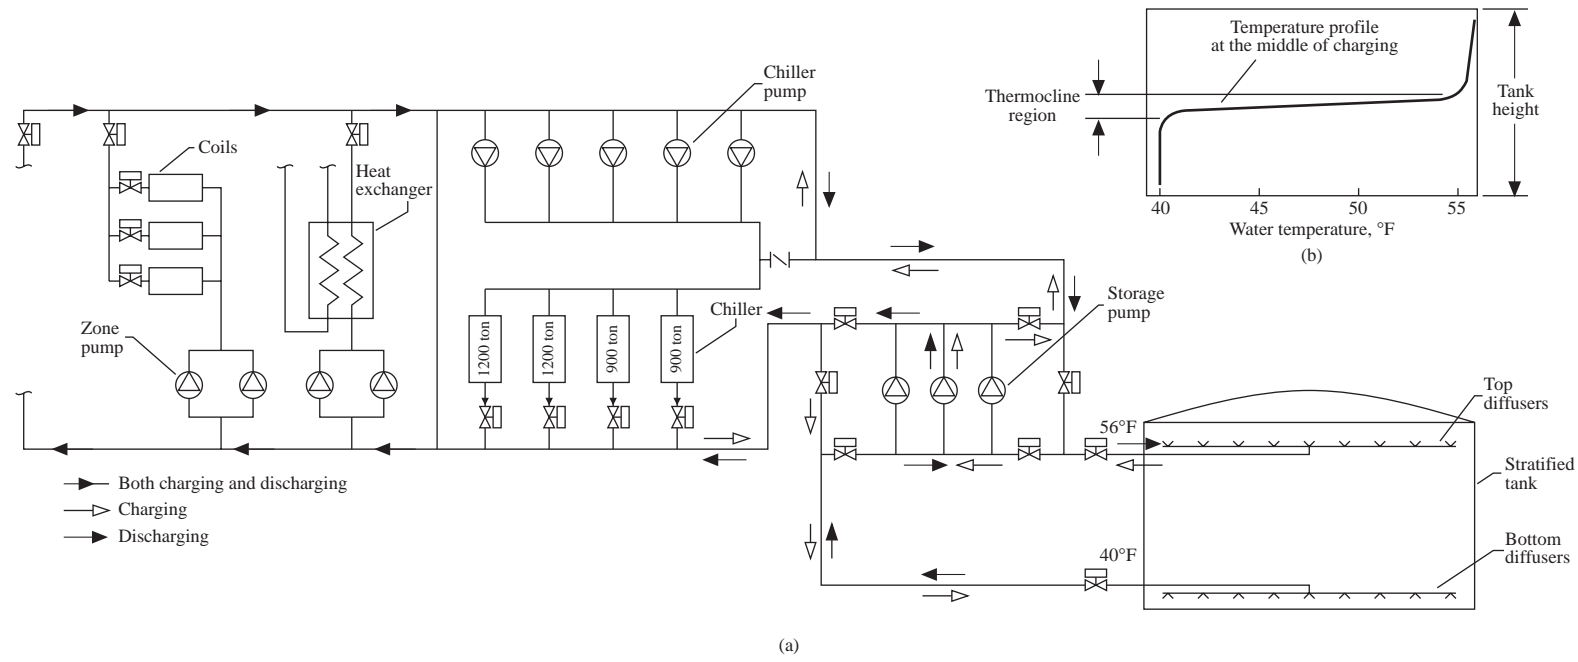 Chiller
pump
Coils
Heat
exchanger
Zone
pump
1200 ton
1200 ton
900 ton
900 ton
Chiller
Storage
pump
56°F
40°F
Top
diffusers
Stratified
tank
Bottom
diffusers
Both charging and discharging
Charging
Discharging
(a)
Temperature profile
at the middle of charging
Thermocline
region
Tank
height
40 45 50 55
Water temperature, °F
(b)